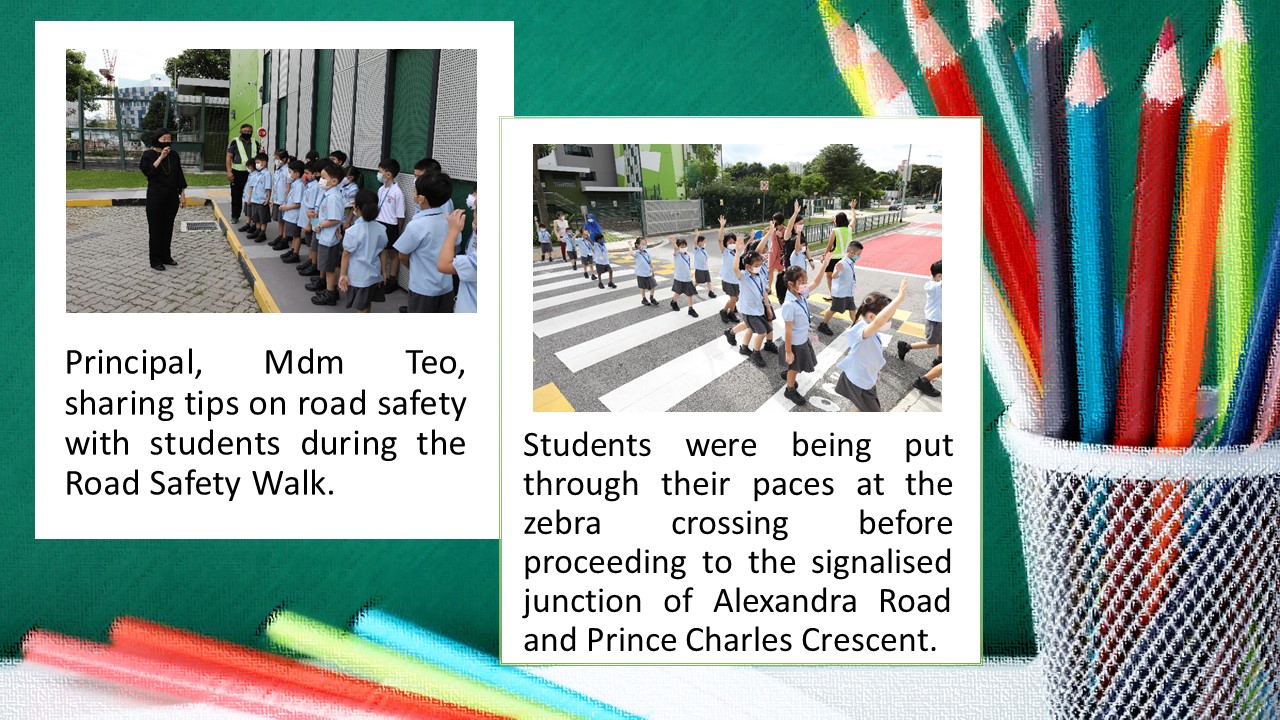 Principal, Mdm Teo,
sharing tips on road safety
with students during the
Road Safety Walk.
Students were being put
through their paces at the
zebra crossing before
proceeding to the signalised
junction of Alexandra Road
and Prince Charles Crescent.